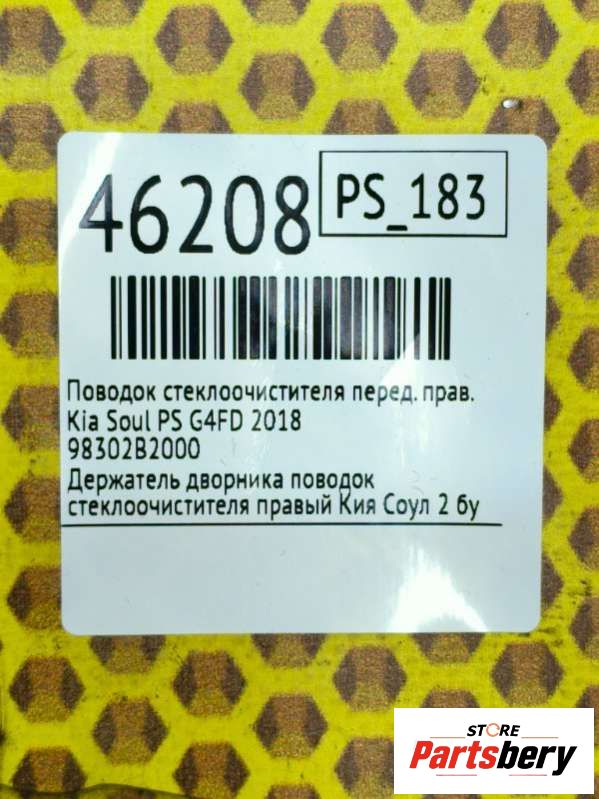 46208
PS_183
Поводок стеклоочистителя перед. прав.
Kia Soul PS G4FD 2018
98302B2000
Держатель дворника поводок
стеклоочистителя правый Кия Соул 2 бу
STORE
Partsbery